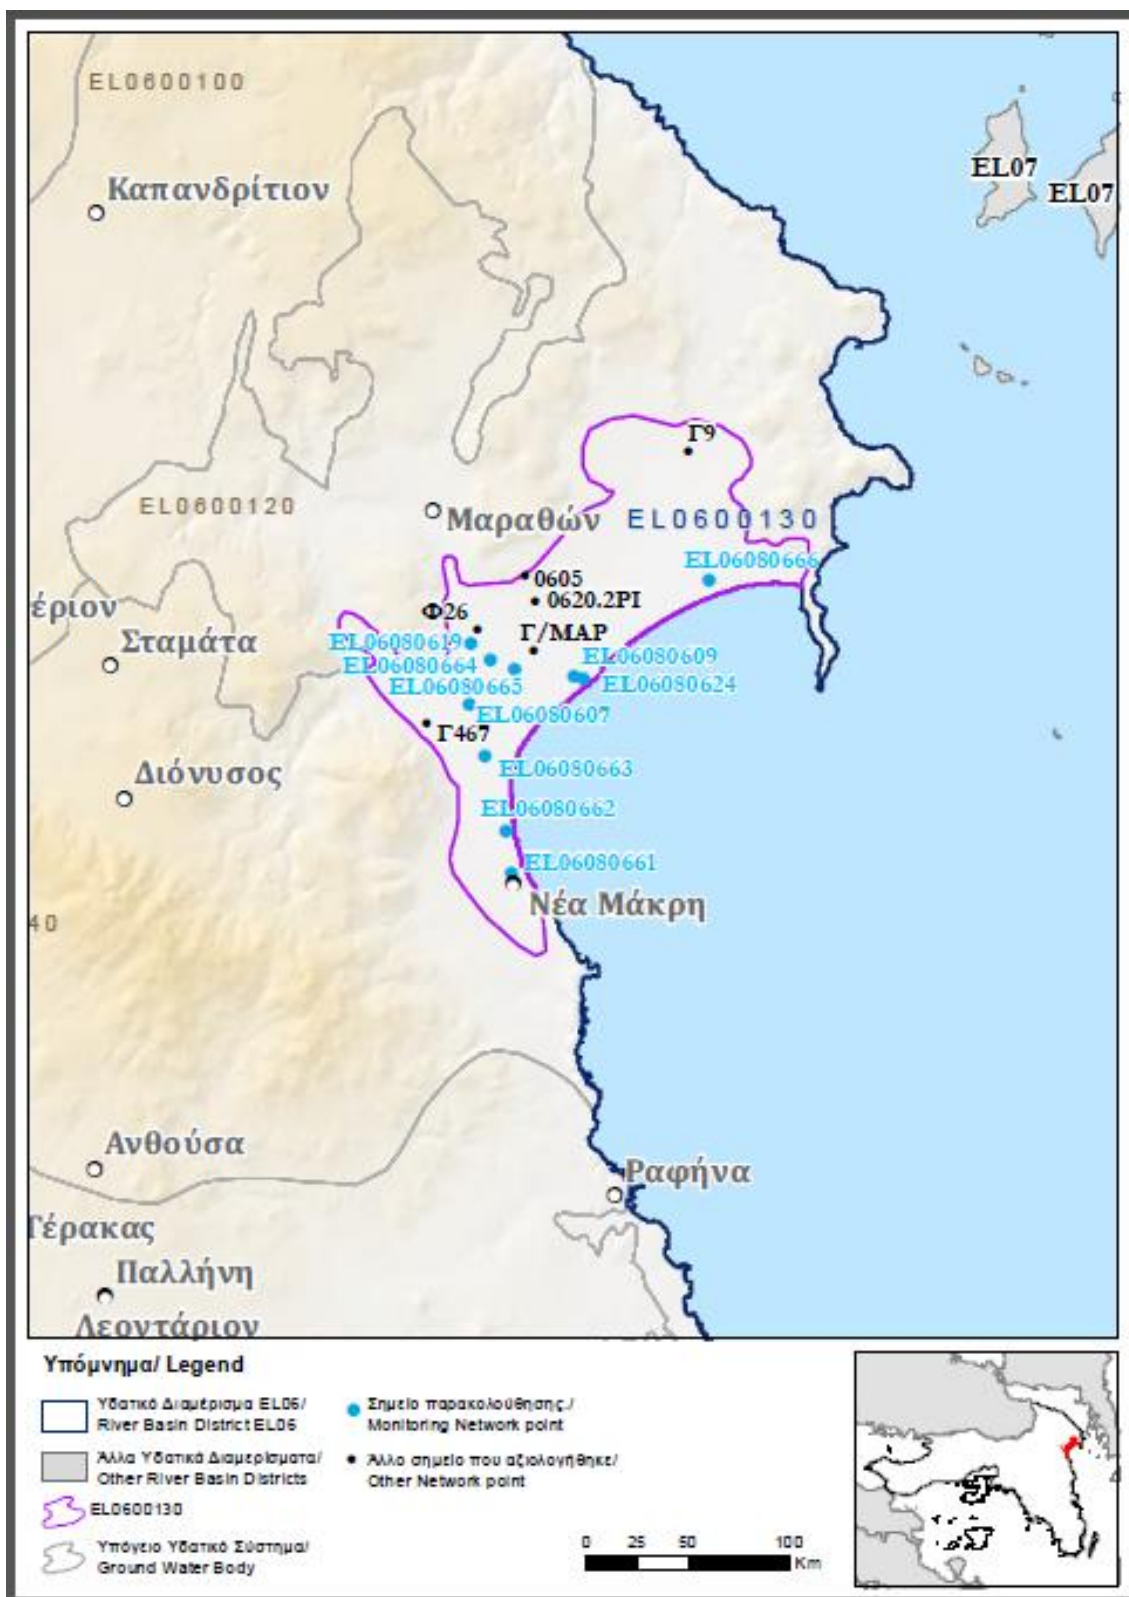 EL0600100
Καπανδρίτιον
EL07
EL07
Γ9
EL0600120
Μαραθών
EL0600130
EL06080666
0605
0620.2PI
έριον
Φ26
Γ/ΜΑΡ
Σταμάτα
EL06080619
EL06080609
EL06080664
EL06080624
EL06080665
EL06080607
Γ467
EL06080663
Διόνυσος
EL06080662
EL06080661
Νέα Μάκρη
40
Ανθούσα
Ραφήνα
Γέρακας
Παλλήνη
Λεοντάριον
Υπόμνημα/ Legend
Υδατικό Διαμέρισμα EL06/
River Basin District EL06
Άλλα Υδατικά Διαμερίσματα/
Other River Basin Districts
EL0600130
Υπόγειο Υδατικό Σύστημα/
Ground Water Body
Σημείο παρακολούθησης./
Monitoring Network point
Άλλο σημείο που αξιολογήθηκε/
Other Network point
0 25 50 100
Km